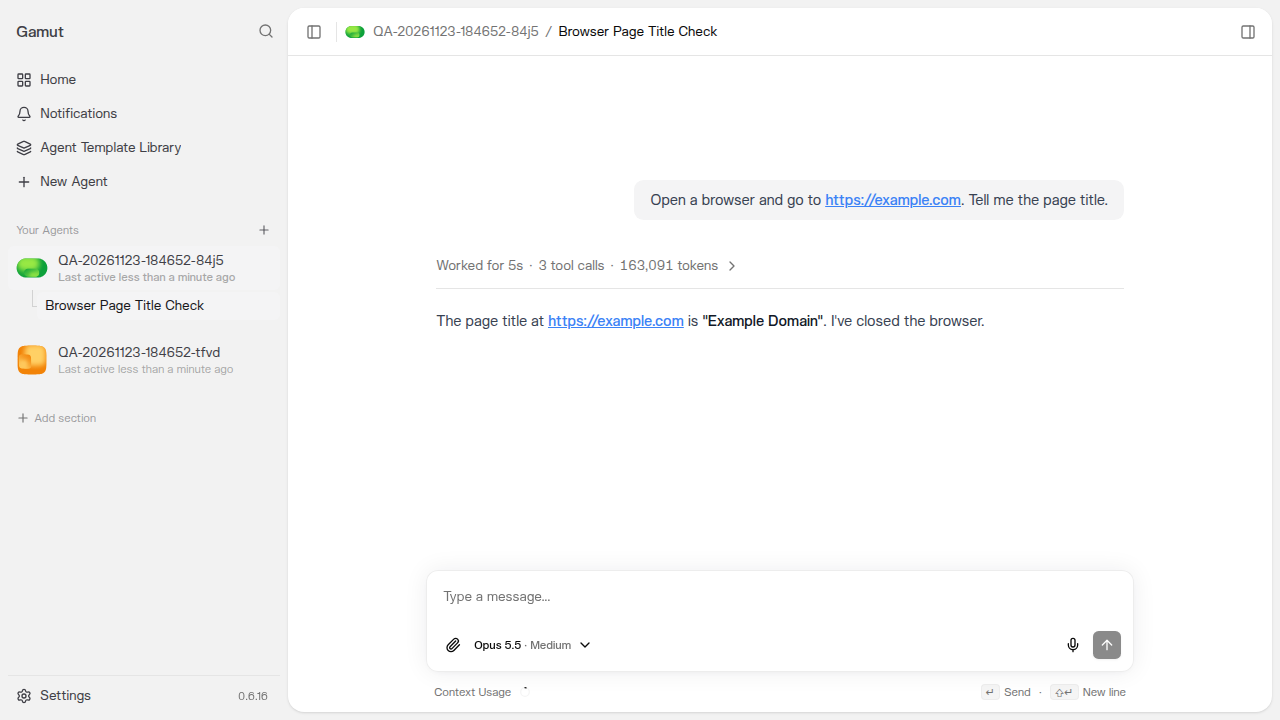 Gamut
Home
Notifications
Agent Template Library
New Agent
Your Agents
QA-20261123-184652-84j5
Last active less than a minute ago
Browser Page Title Check
QA-20261123-184652-tfvd
Last active less than a minute ago
Add section
Settings
0.6.16
QA-20261123-184652-84j5 / Browser Page Title Check
Open a browser and go to https://example.com. Tell me the page title.
Worked for 5s · 3 tool calls · 163,091 tokens
The page title at https://example.com is "Example Domain". I've closed the browser.
Type a message...
Opus 5.5 · Medium
Context Usage
↵ Send · ⇧↵ New line